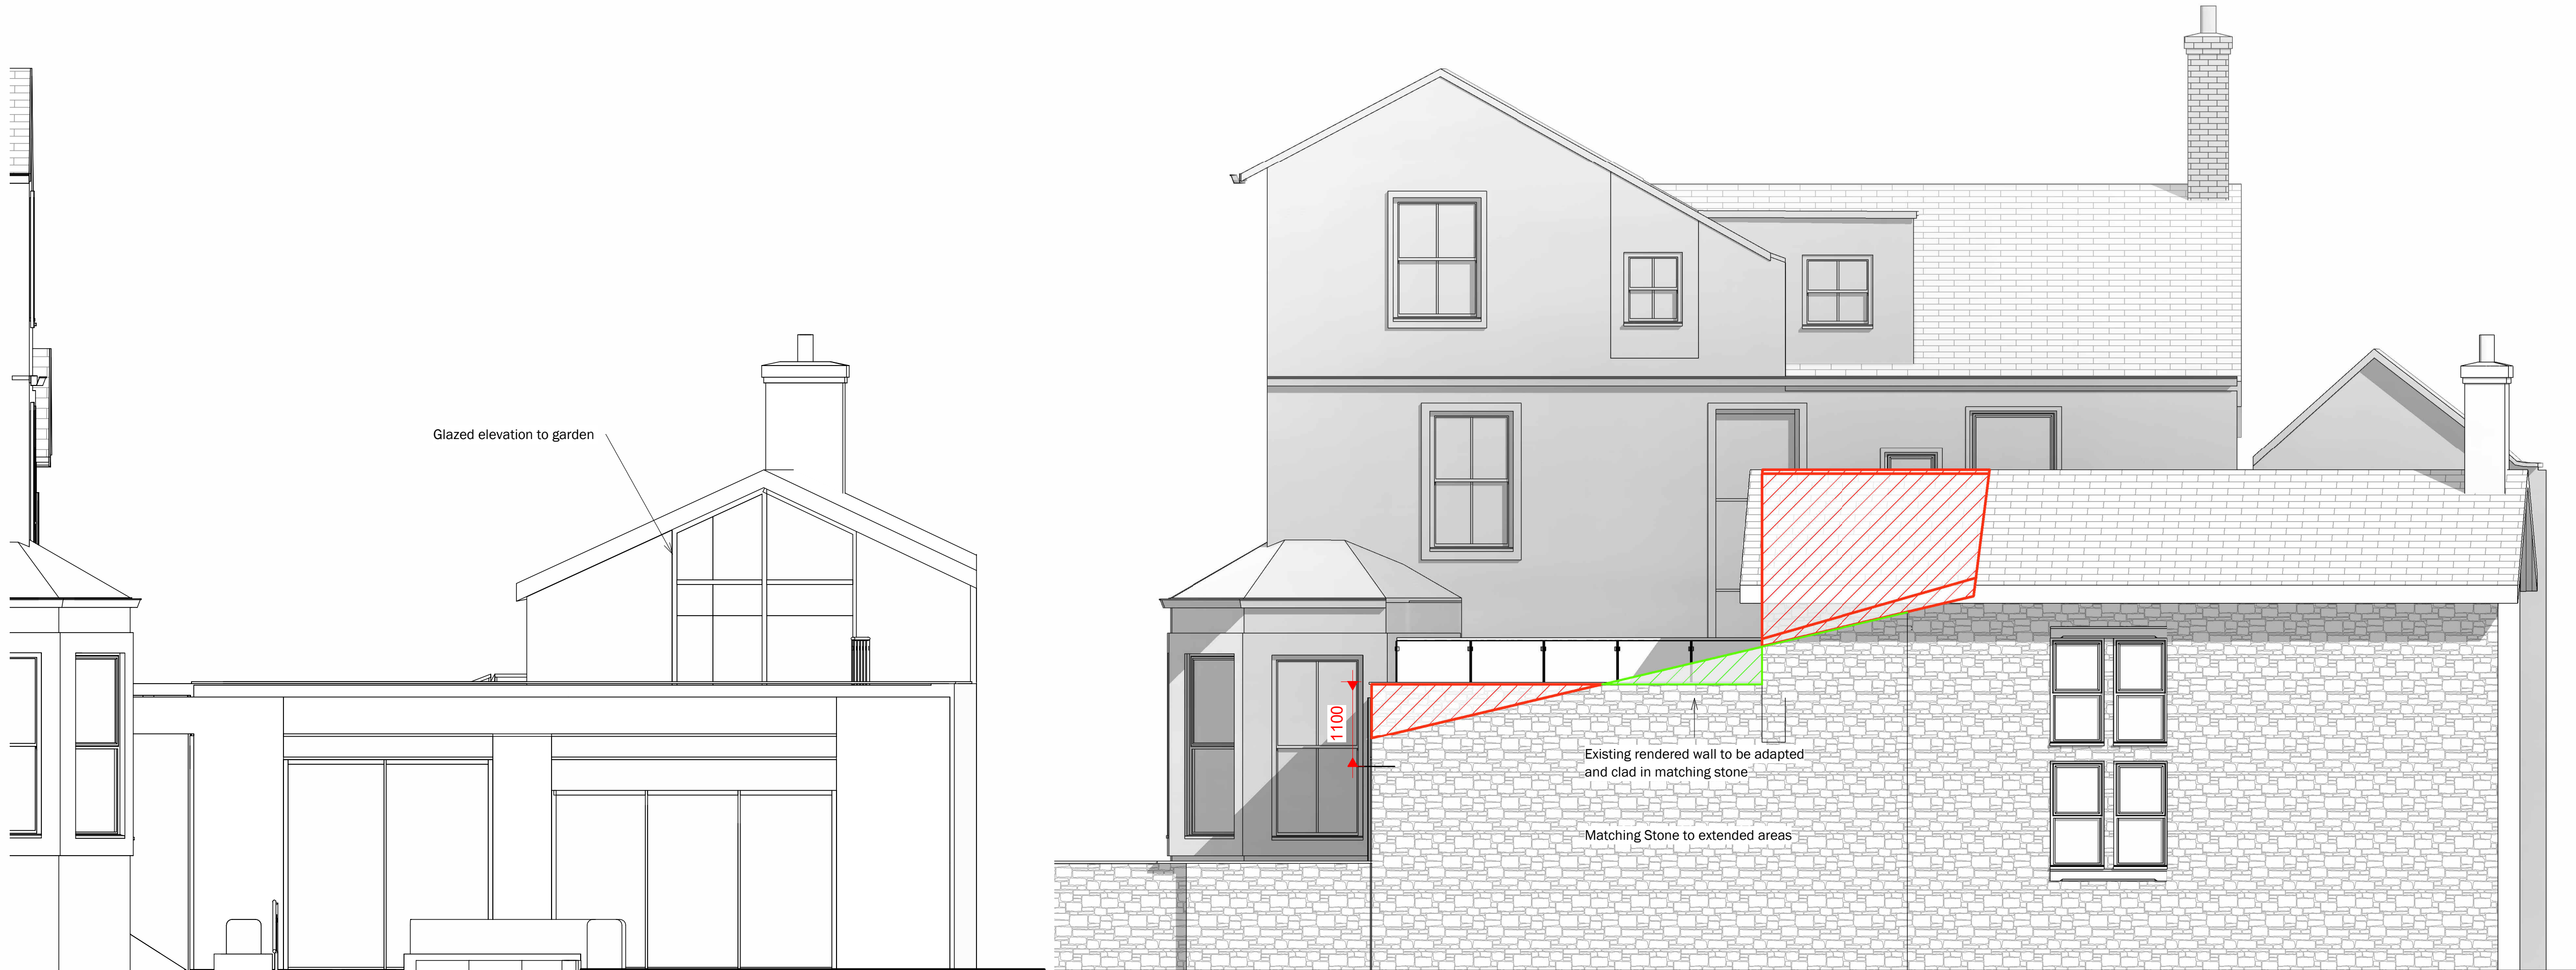 Glazed elevation to garden
1100
Existing rendered wall to be adapted
and clad in matching stone
Matching Stone to extended areas